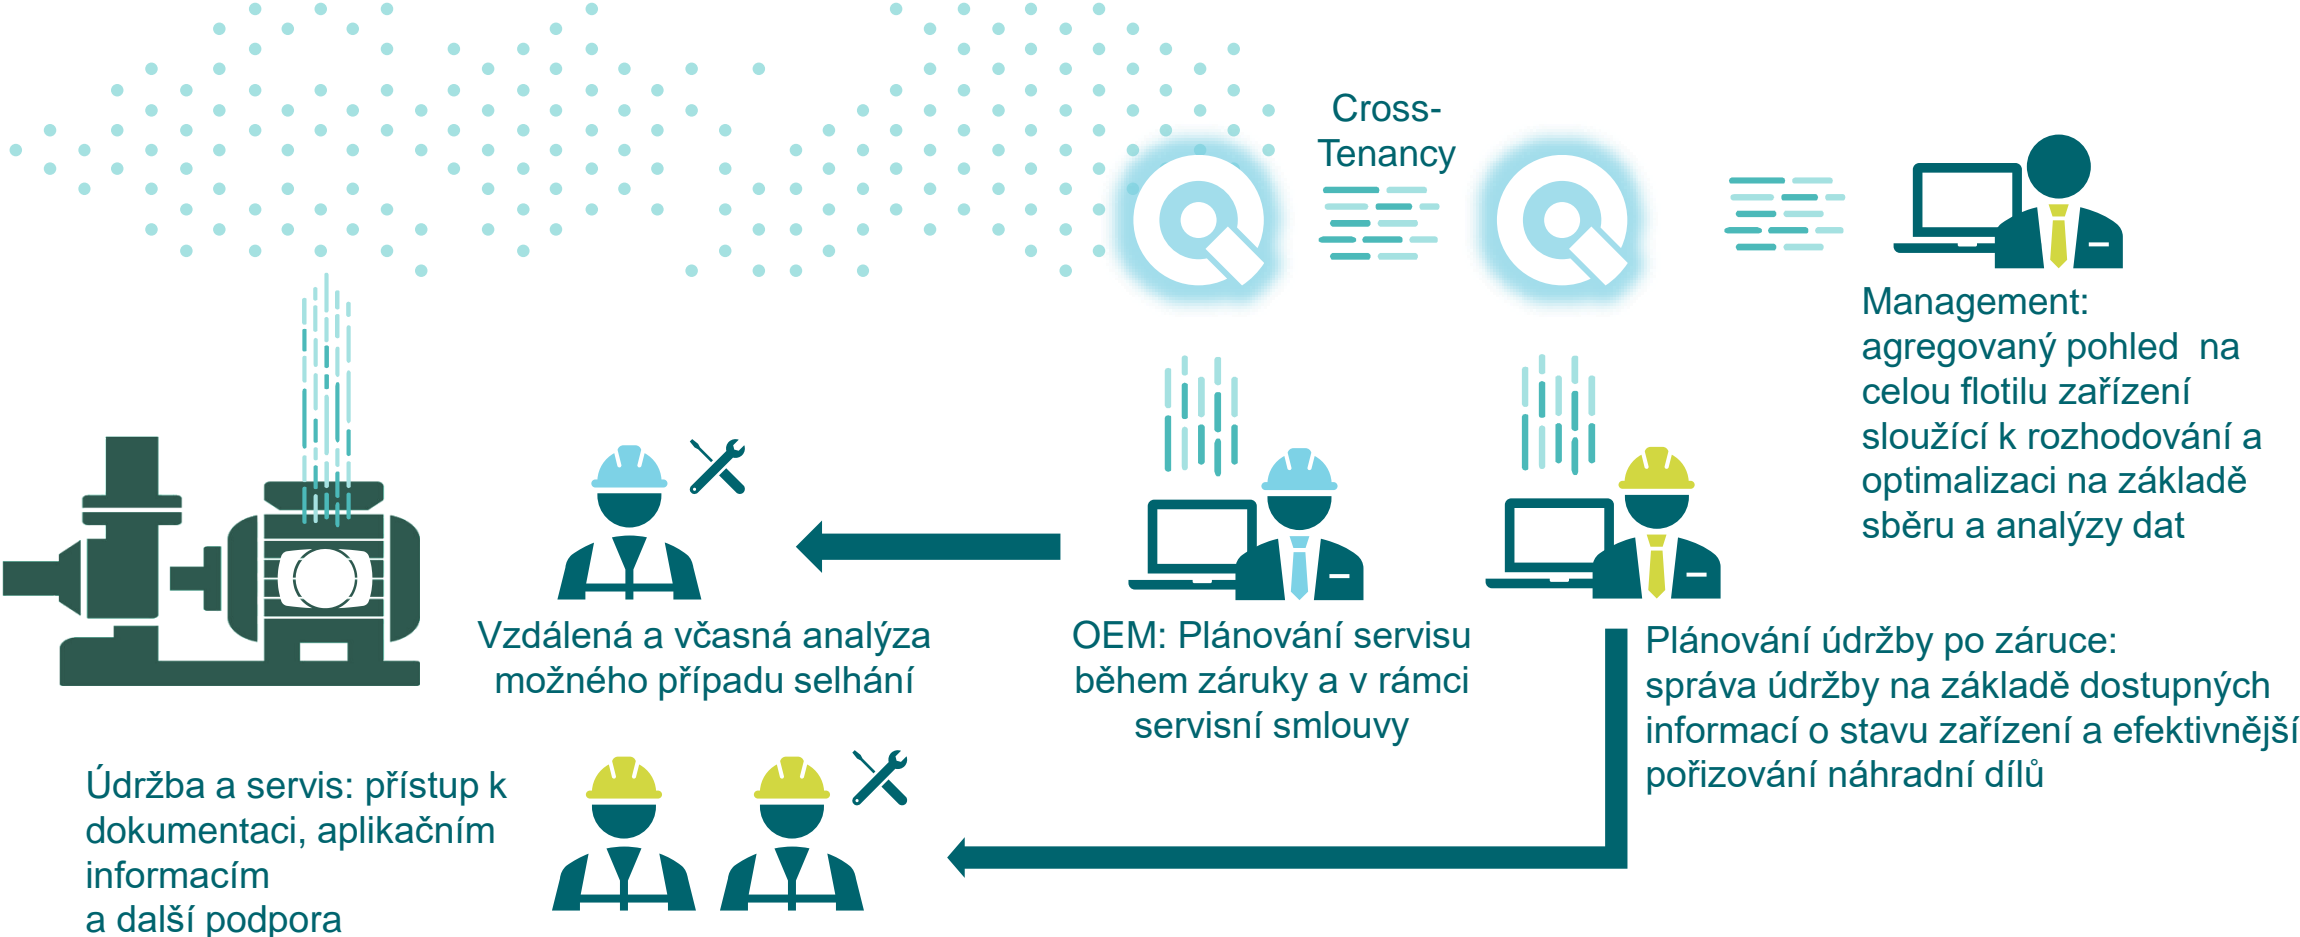 Cross-
Tenancy
Management:
agregovaný pohled  na
celou flotilu zařízení
sloužící k rozhodování a
optimalizaci na základě
sběru a analýzy dat
Vzdálená a včasná analýza
možného případu selhání
OEM: Plánování servisu
během záruky a v rámci
servisní smlouvy
Plánování údržby po záruce:
správa údržby na základě dostupných
informací o stavu zařízení a efektivnější
pořizování náhradní dílů
Údržba a servis: přístup k
dokumentaci, aplikačním
informacím
a další podpora